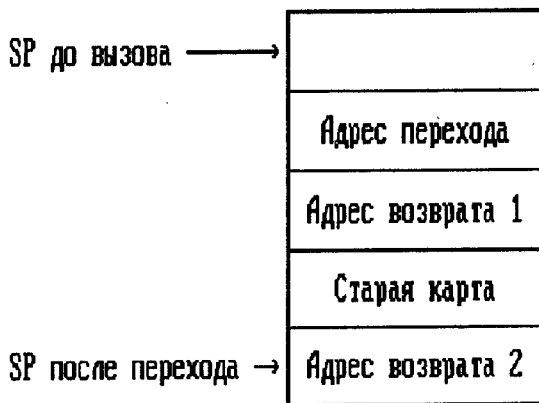 SP до вызова →
Адрес перехода
Адрес возврата 1
Старая карта
SP после перехода → Адрес возврата 2